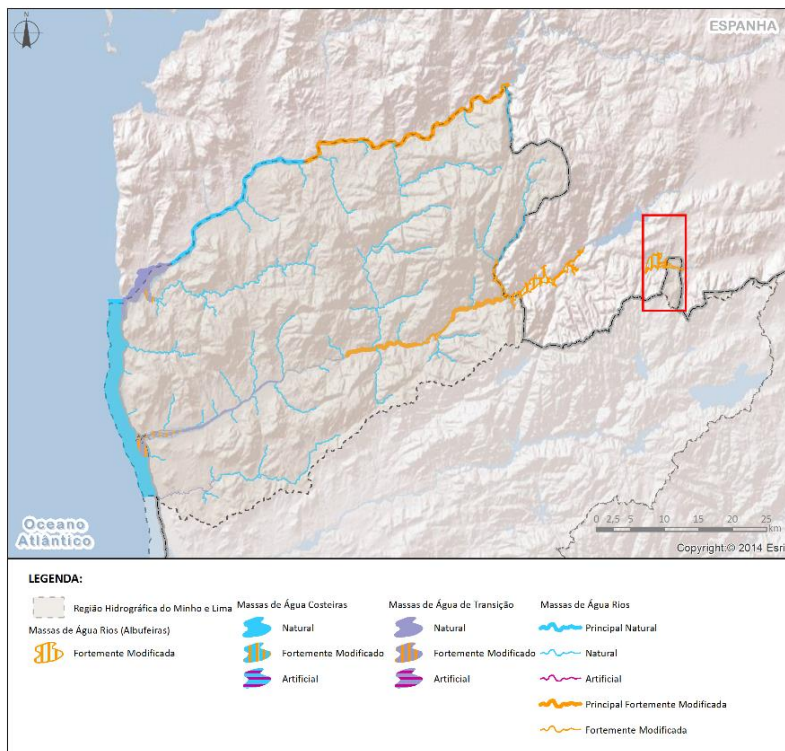 N
ESPANHA
Oceano
Atlântico
0 2,5 5 10 15 20 25
km
Copyright:© 2014 Esri
LEGENDA:
Região Hidrográfica do Minho e Lima
Massas de Água Rios (Albufeiras)
Fortemente Modificada
Massas de Água Costeiras
Natural
Fortemente Modificado
Artificial
Massas de Água de Transição
Natural
Fortemente Modificado
Artificial
Massas de Água Rios
Principal Natural
Natural
Artificial
Principal Fortemente Modificada
Fortemente Modificada